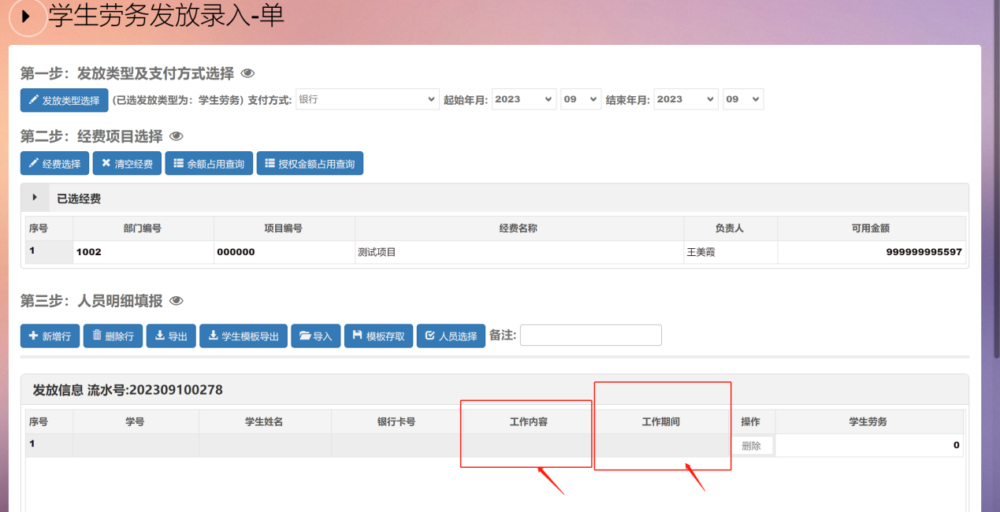 学生劳务发放录入-单
第一步：发放类型及支付方式选择
发放类型选择 (已选发放类型为：学生劳务) 支付方式: 银行 起始年月: 2023 09 结束年月: 2023 09
第二步：经费项目选择
经费选择 清空经费 余额占用查询 授权金额占用查询
已选经费
序号 部门编号 项目编号 经费名称 负责人 可用金额
1 1002 000000 测试项目 王美霞 999999995597
第三步：人员明细填报
新增行 删除行 导出 学生模板导出 导入 模板存取 人员选择 备注:
发放信息 流水号:202309100278
序号 学号 学生姓名 银行卡号 工作内容 工作期间 操作 学生劳务
1 删除 0